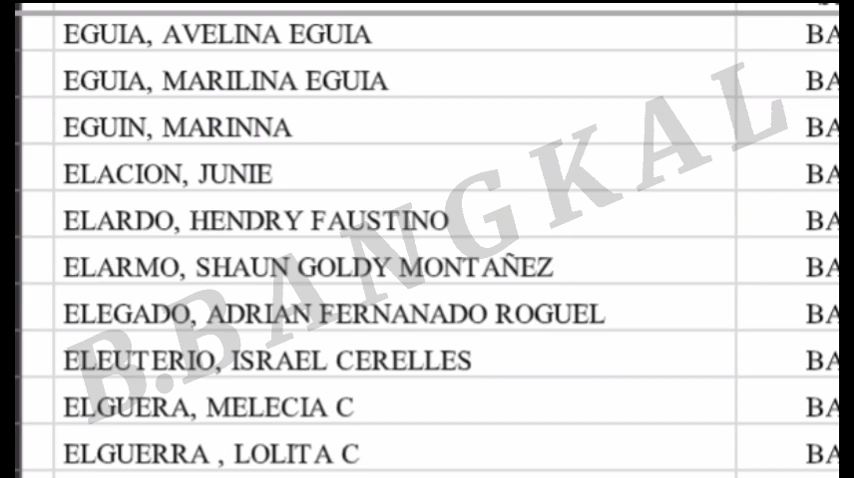 EGUIA, AVELINA EGUIA BA
EGUIA, MARILINA EGUIA BA
EGUIN, MARINNA BA
ELACION, JUNIE BA
ELARDO, HENDRY FAUSTINO BA
ELARMO, SHAUN GOLDY MONTAÑEZ BA
ELEGADO, ADRIAN FERNANADO ROGUEL BA
ELEUTERIO, ISRAEL CERELLES BA
ELGUERA, MELECIA C BA
ELGUERRA , LOLITA C BA
B.BANGKAL